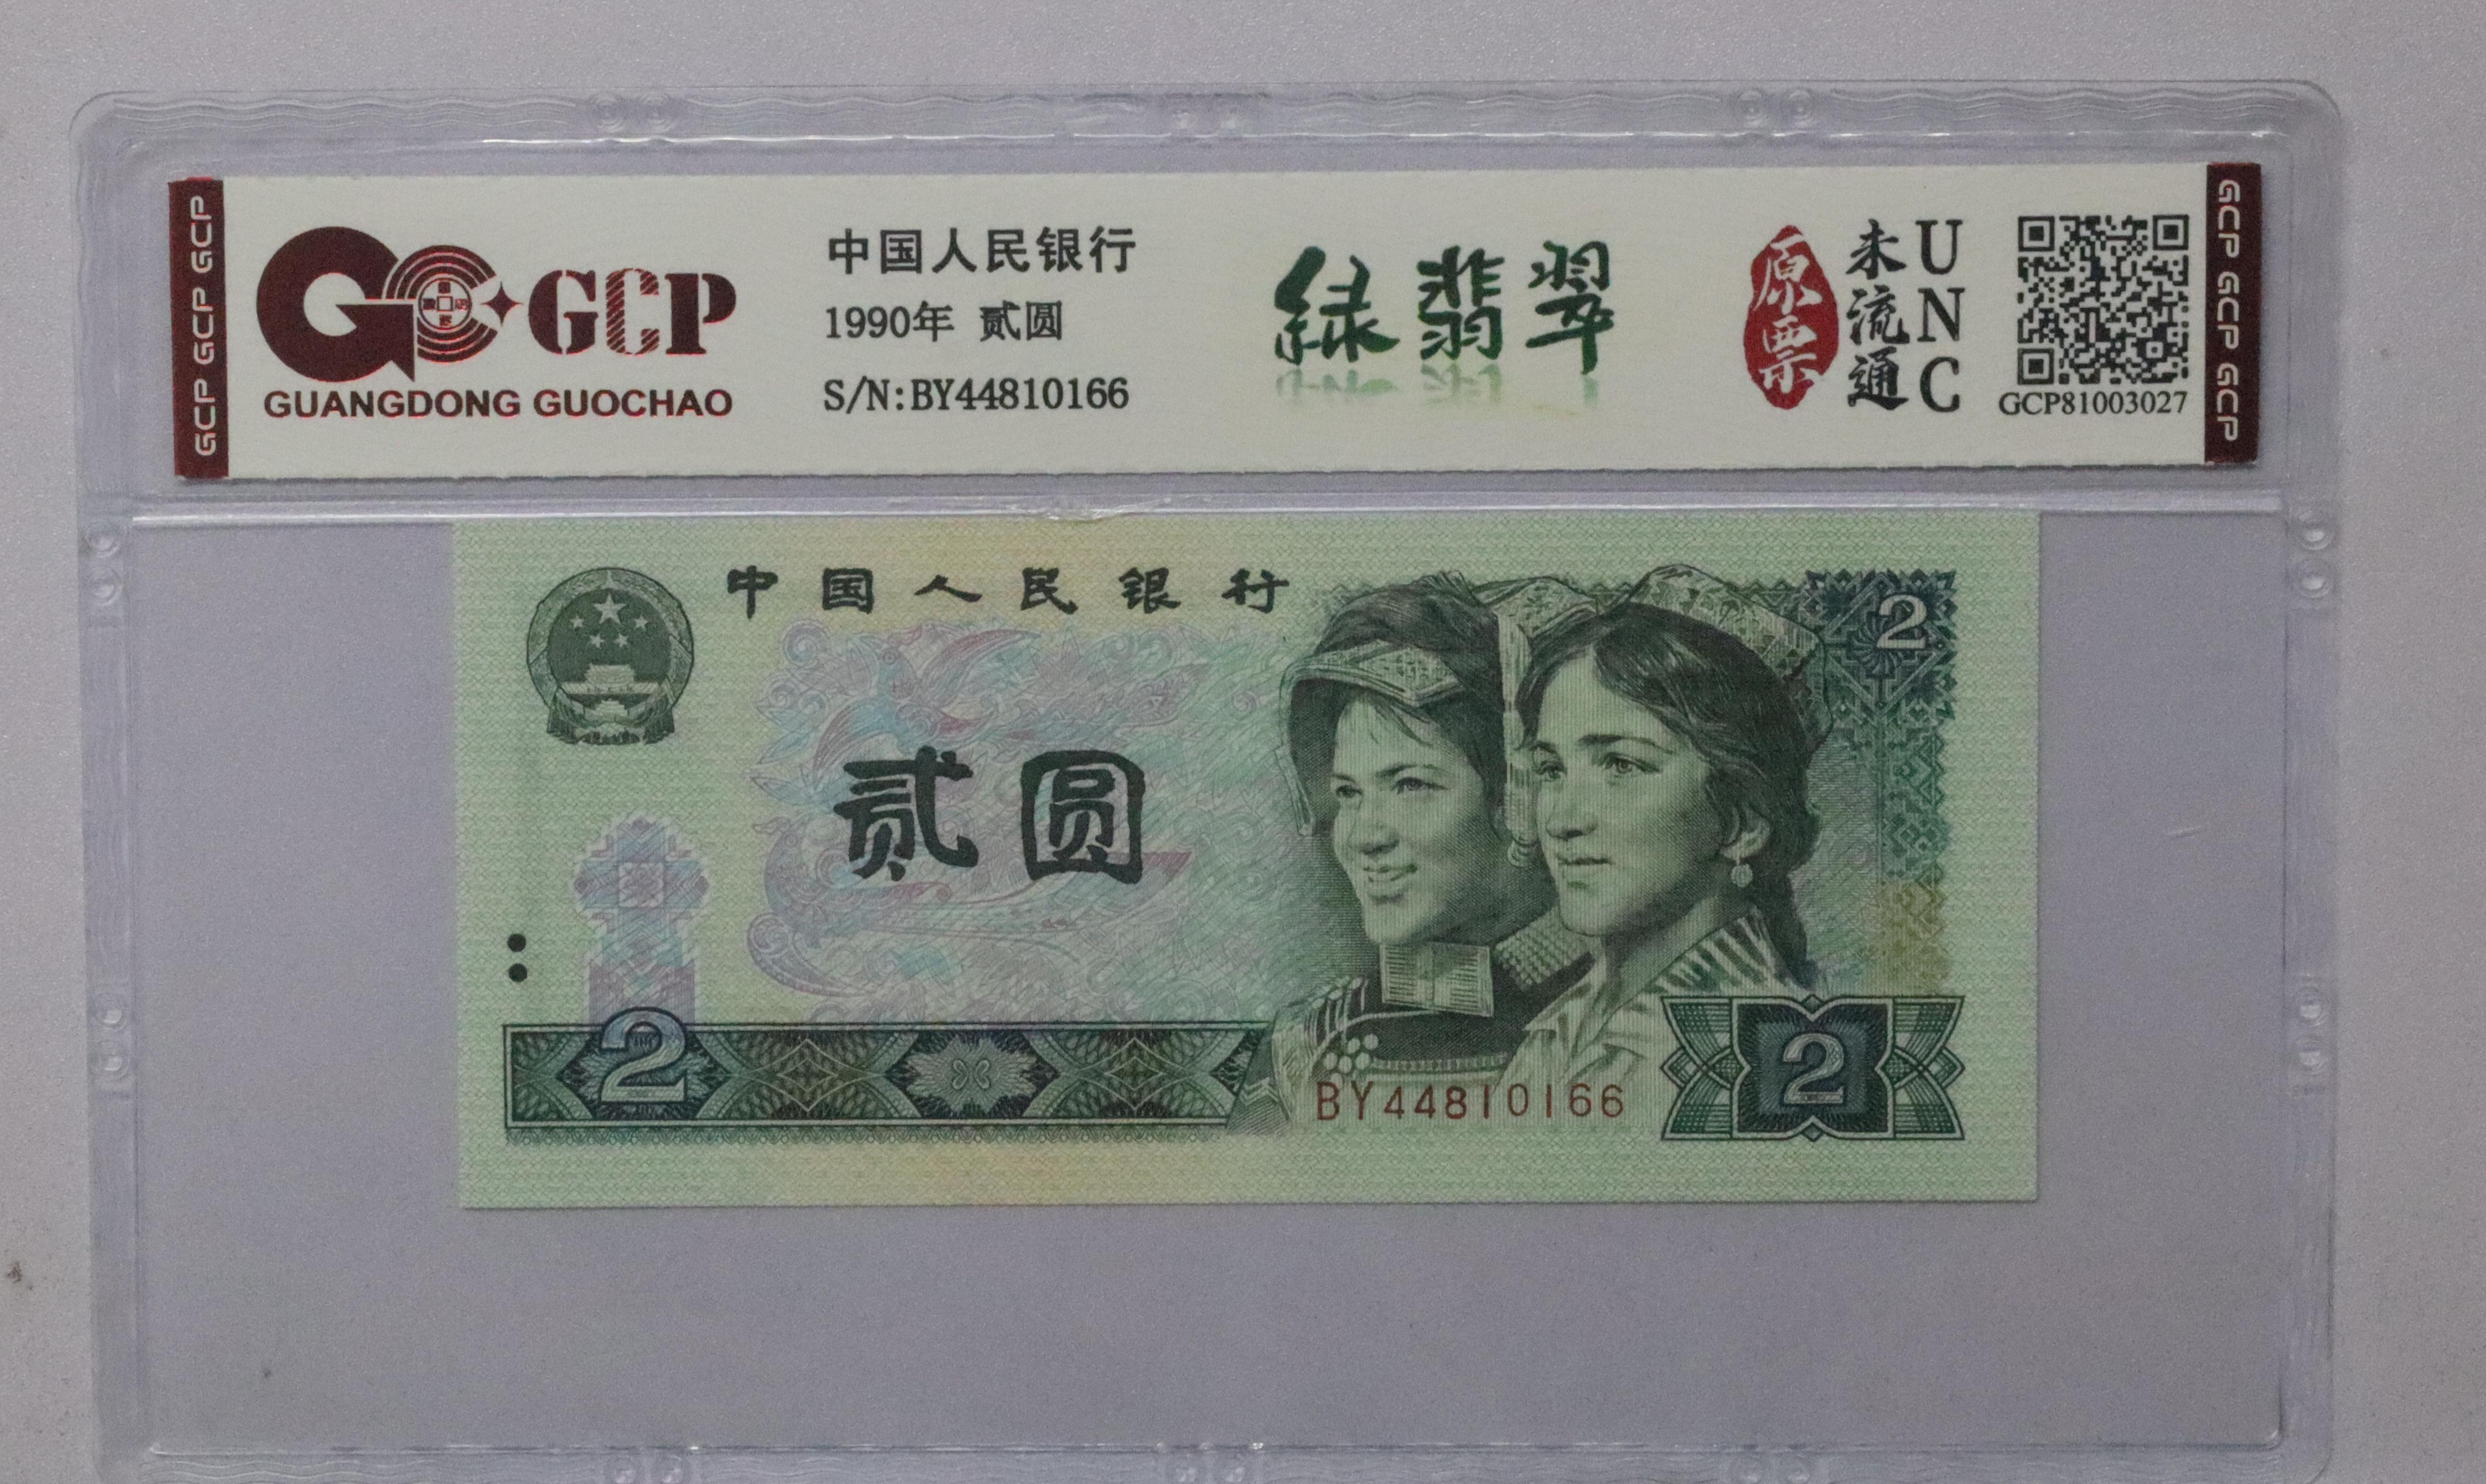 GCP GCP GCP GCP
GCP
GUANGDONG GUOCHAO
中国人民银行
1990年 贰圆
S/N:BY44810166
绿翡翠
原票
未流通
UNC
GCP81003027
GCP GCP GCP GCP
中国人民银行
2
贰圆
2
BY44810166
2